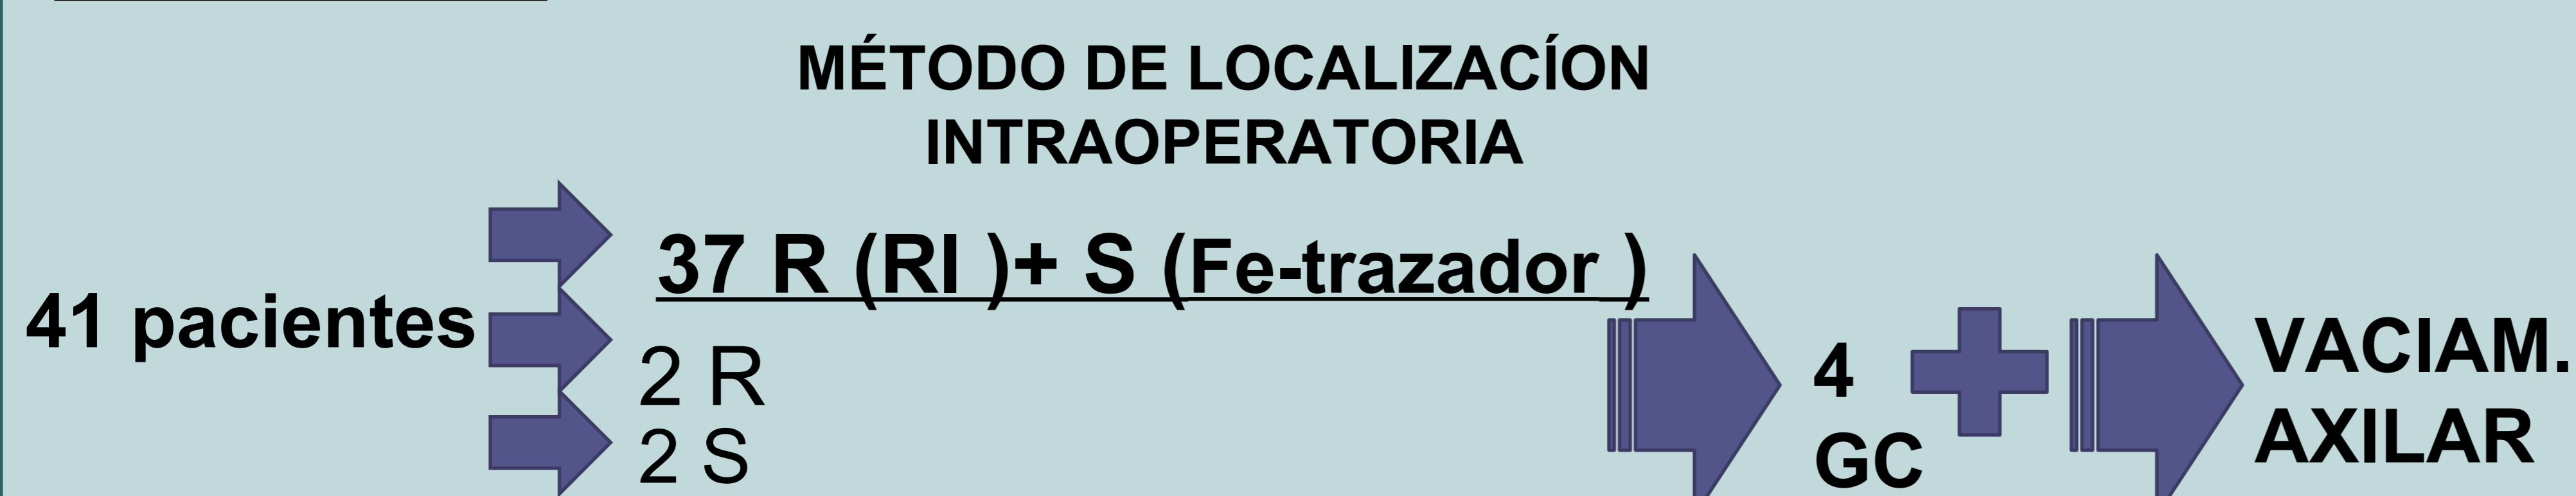 MÉTODO DE LOCALIZACÍON
INTRAOPERATORIA
41 pacientes
37 R (RI )+ S (Fe-trazador )
2 R
2 S
4
GC
VACIAM.
AXILAR